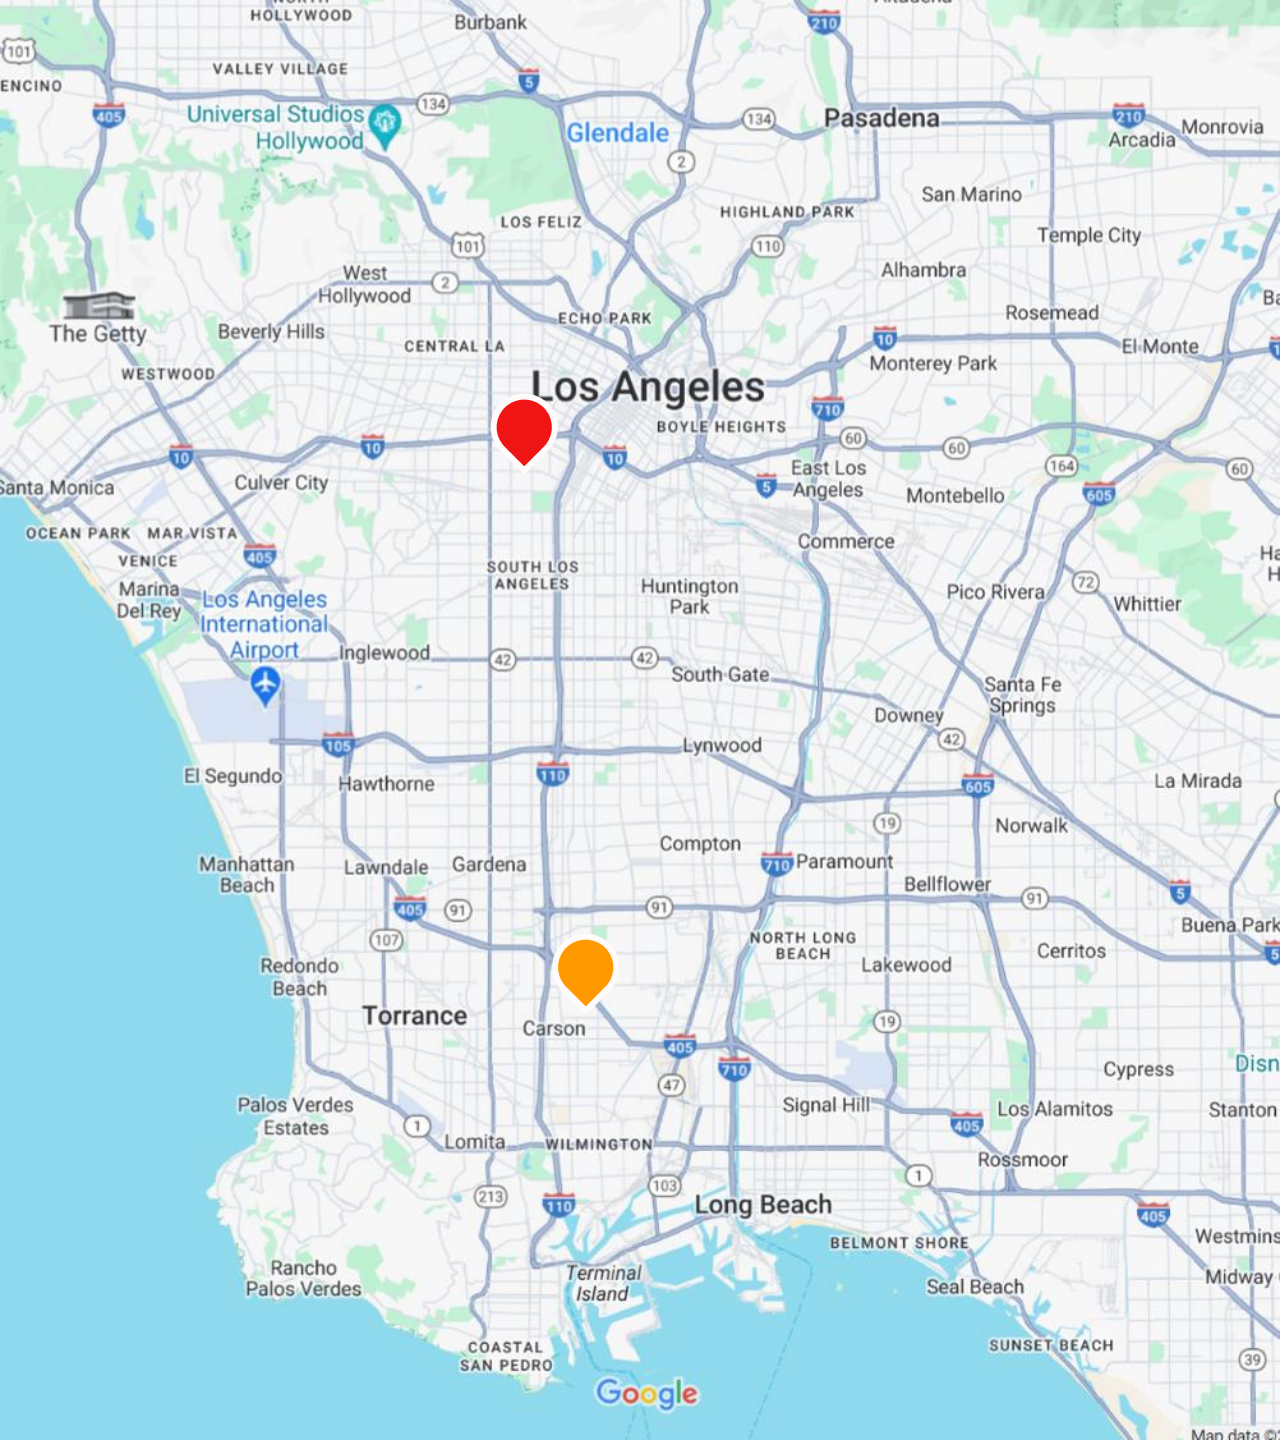 HOLLYWOOD
Burbank
210
101
VALLEY VILLAGE
5
ENCINO
405
134
Universal Studios
Hollywood
Glendale
134
Pasadena
210
Monrovia
Arcadia
2
San Marino
LOS FELIZ
HIGHLAND PARK
101
110
Temple City
West
Hollywood
2
Alhambra
The Getty
Beverly Hills
ECHO PARK
Rosemead
CENTRAL LA
10
El Monte
WESTWOOD
Monterey Park
Los Angeles
710
BOYLE HEIGHTS
60
10
10
10
60
East Los
Angeles
164
60
Santa Monica
Culver City
5
Montebello
605
OCEAN PARK
MAR VISTA
Commerce
VENICE
405
SOUTH LOS
ANGELES
Huntington
Park
Marina
Del Rey
Los Angeles
International
Airport
Pico Rivera
72
Whittier
Inglewood
42
42
South Gate
Santa Fe
Springs
Downey
42
105
Lynwood
El Segundo
Hawthorne
110
605
La Mirada
19
Norwalk
Compton
Manhattan
Beach
Lawndale
Gardena
710
Paramount
Bellflower
5
405
91
91
91
Buena Park
107
NORTH LONG
BEACH
Cerritos
5
Redondo
Beach
Lakewood
Torrance
Carson
19
405
710
Cypress
Disn
47
Palos Verdes
Estates
Signal Hill
Los Alamitos
Stanton
1
405
Lomita
WILMINGTON
Rossmoor
213
103
1
110
Long Beach
405
BELMONT SHORE
Westmins
Rancho
Palos Verdes
Terminal
Island
Seal Beach
Midway
COASTAL
SAN PEDRO
SUNSET BEACH
39
Google
Map data ©